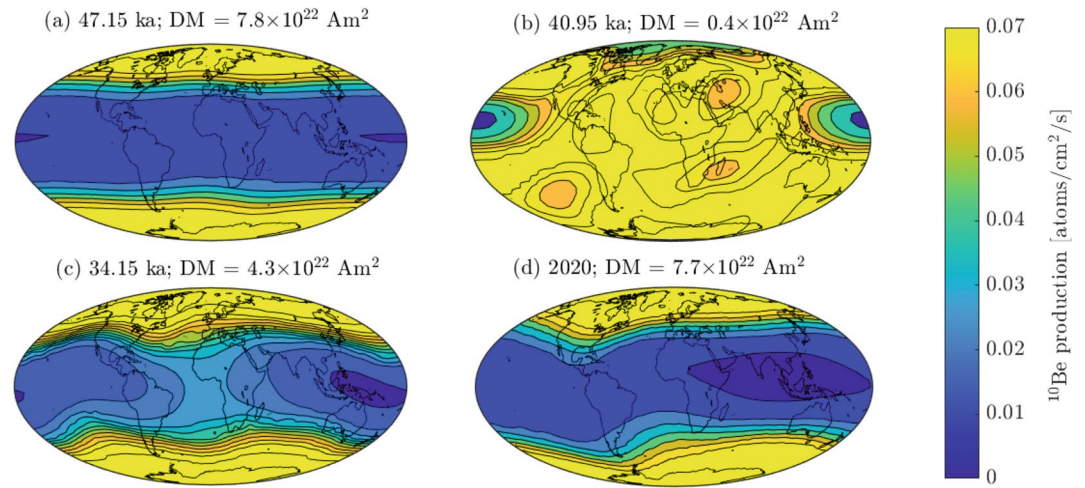 (a) 47.15 ka; DM = 7.8×10²² Am²
(b) 40.95 ka; DM = 0.4×10²² Am²
(c) 34.15 ka; DM = 4.3×10²² Am²
(d) 2020; DM = 7.7×10²² Am²
0.07
0.06
0.05
0.04
0.03
0.02
0.01
0
¹⁰Be production [atoms/cm²/s]